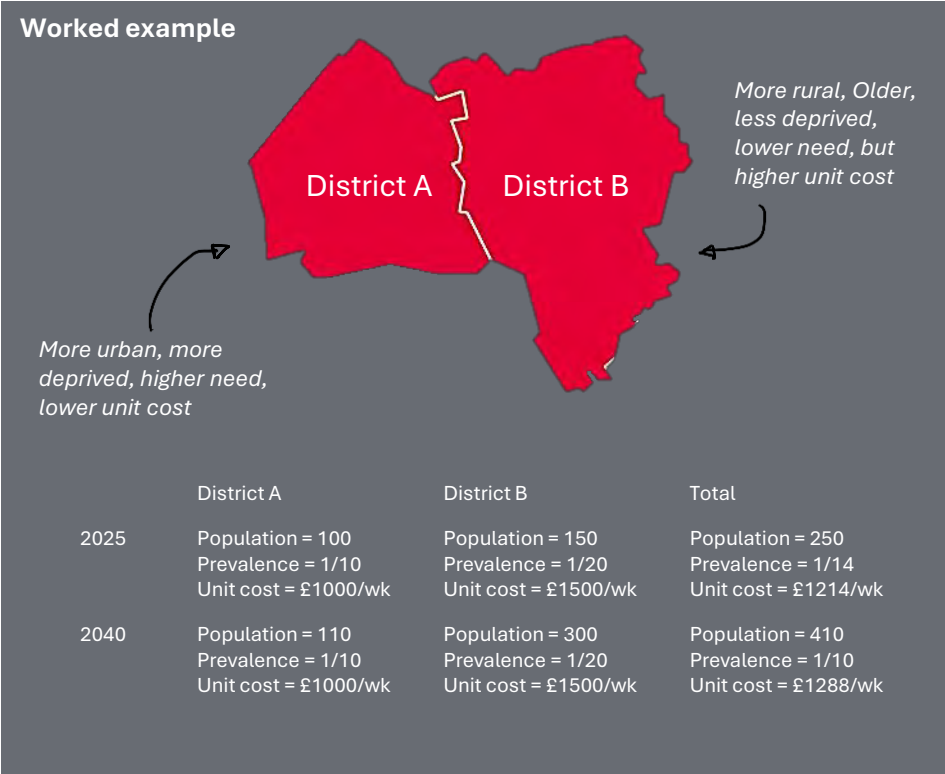 Worked example
More rural, Older,
less deprived,
lower need, but
higher unit cost
District A
District B
More urban, more
deprived, higher need,
lower unit cost
District A District B Total
2025 Population = 100 Population = 150 Population = 250
Prevalence = 1/10 Prevalence = 1/20 Prevalence = 1/14
Unit cost = £1000/wk Unit cost = £1500/wk Unit cost = £1214/wk
2040 Population = 110 Population = 300 Population = 410
Prevalence = 1/10 Prevalence = 1/20 Prevalence = 1/10
Unit cost = £1000/wk Unit cost = £1500/wk Unit cost = £1288/wk